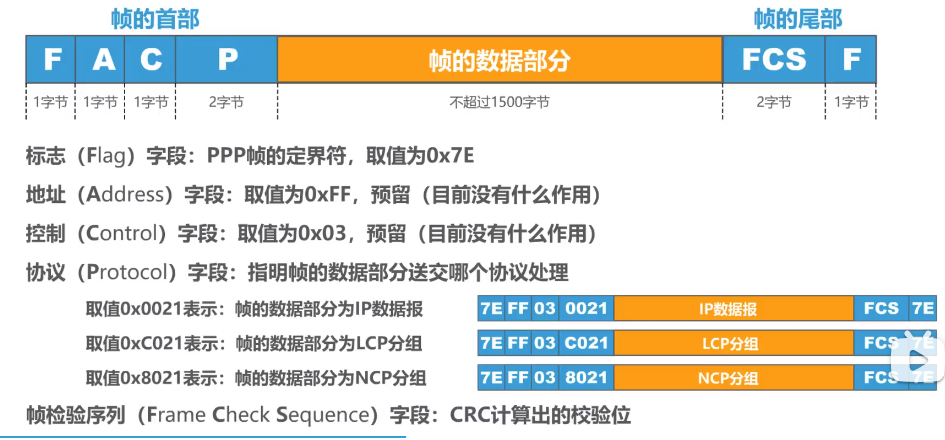 帧的首部 帧的尾部
F A C P 帧的数据部分 FCS F
1字节 1字节 1字节 2字节 不超过1500字节 2字节 1字节
标志（Flag）字段：PPP帧的定界符，取值为0x7E
地址（Address）字段：取值为0xFF，预留（目前没有什么作用）
控制（Control）字段：取值为0x03，预留（目前没有什么作用）
协议（Protocol）字段：指明帧的数据部分送交哪个协议处理
取值0x0021表示：帧的数据部分为IP数据报 7E FF 03 0021 IP数据报 FCS 7E
取值0xC021表示：帧的数据部分为LCP分组 7E FF 03 C021 LCP分组 FCS 7E
取值0x8021表示：帧的数据部分为NCP分组 7E FF 03 8021 NCP分组 FCS 7E
帧检验序列（Frame Check Sequence）字段：CRC计算出的校验位